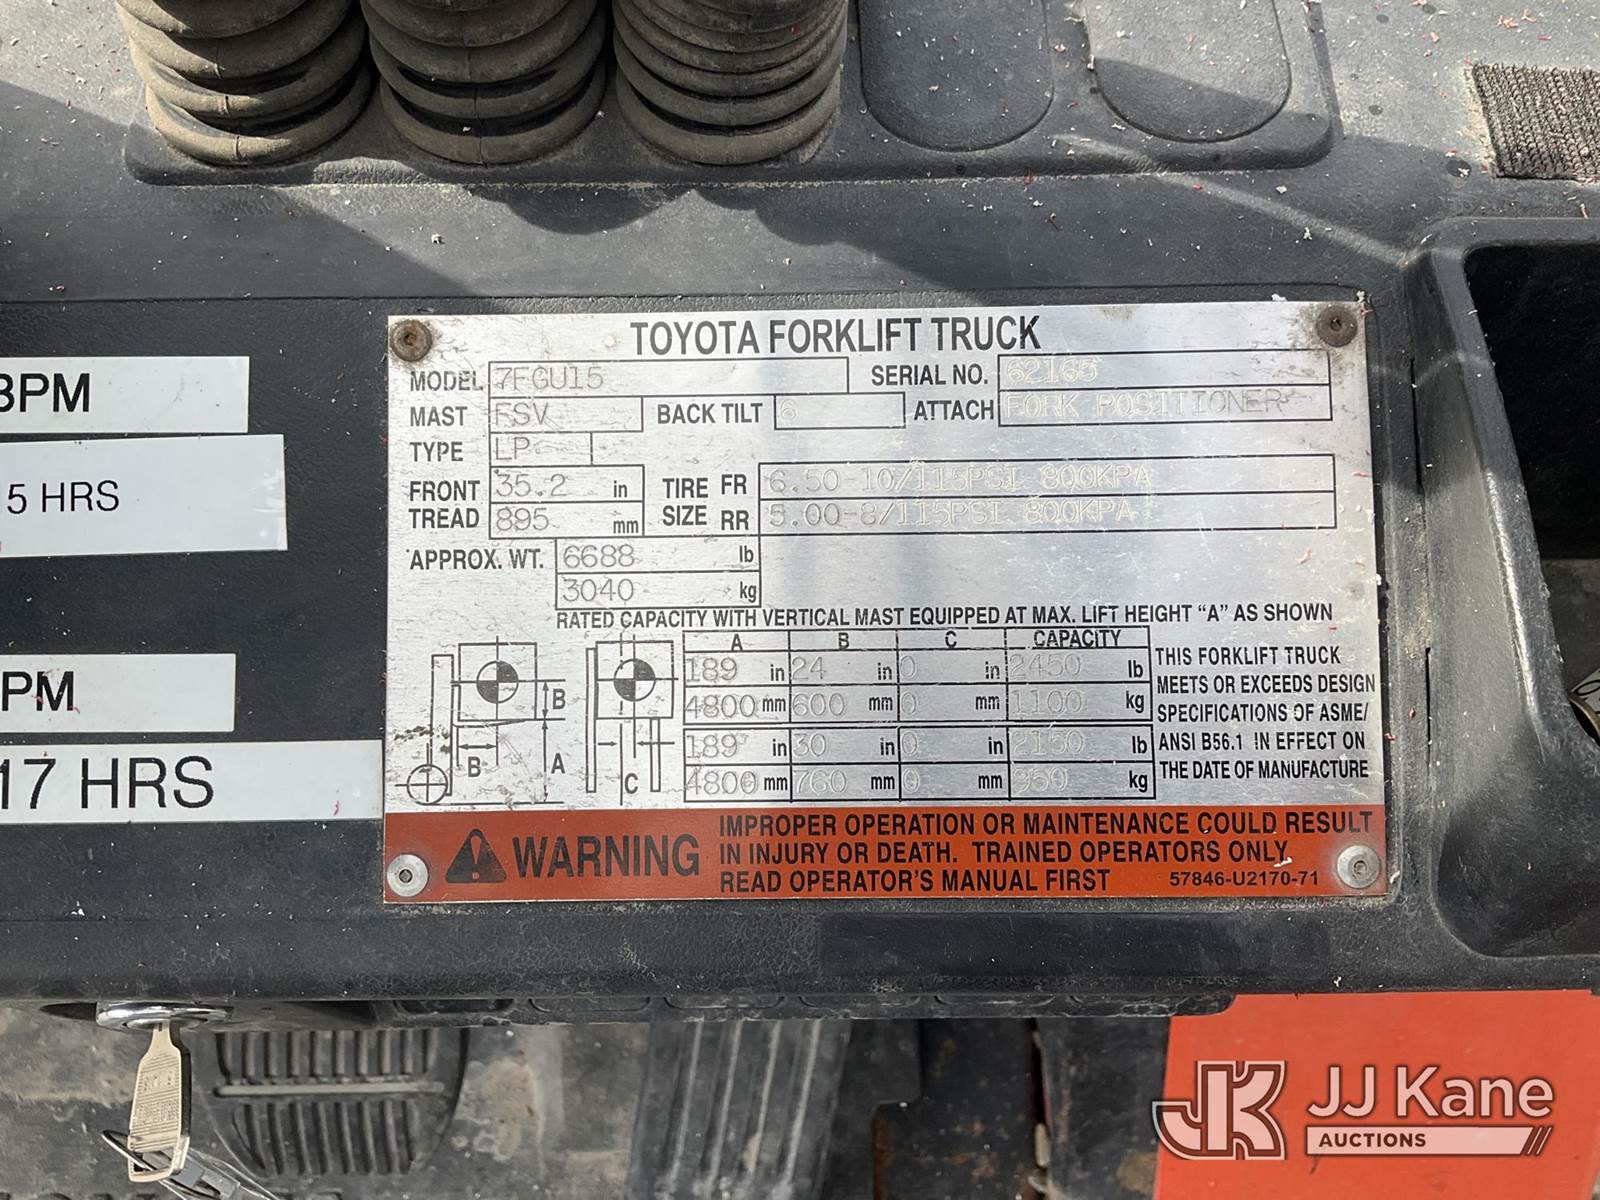 3PM
5 HRS
PM
17 HRS
TOYOTA FORKLIFT TRUCK
MODEL 7FGU15 SERIAL NO. 62165
MAST FSV BACK TILT 6 ATTACH FORK POSITIONER
TYPE LP
FRONT TREAD 35.2 in 895 mm
TIRE SIZE FR 6.50-10/115PSI 800KPA
RR 5.00-8/115PSI 800KPA
APPROX. WT. 6688 lb
3040 kg
RATED CAPACITY WITH VERTICAL MAST EQUIPPED AT MAX. LIFT HEIGHT "A" AS SHOWN
A B C CAPACITY
189 in 24 in 0 in 2450 lb
4800 mm 600 mm 0 mm 1100 kg
189 in 30 in 0 in 2150 lb
4800 mm 760 mm 0 mm kg
B
B A C
THIS FORKLIFT TRUCK
MEETS OR EXCEEDS DESIGN
SPECIFICATIONS OF ASME/
ANSI B56.1 IN EFFECT ON
THE DATE OF MANUFACTURE
WARNING
IMPROPER OPERATION OR MAINTENANCE COULD RESULT
IN INJURY OR DEATH. TRAINED OPERATORS ONLY.
READ OPERATOR'S MANUAL FIRST 57846-U2170-71
JK JJ Kane
AUCTIONS